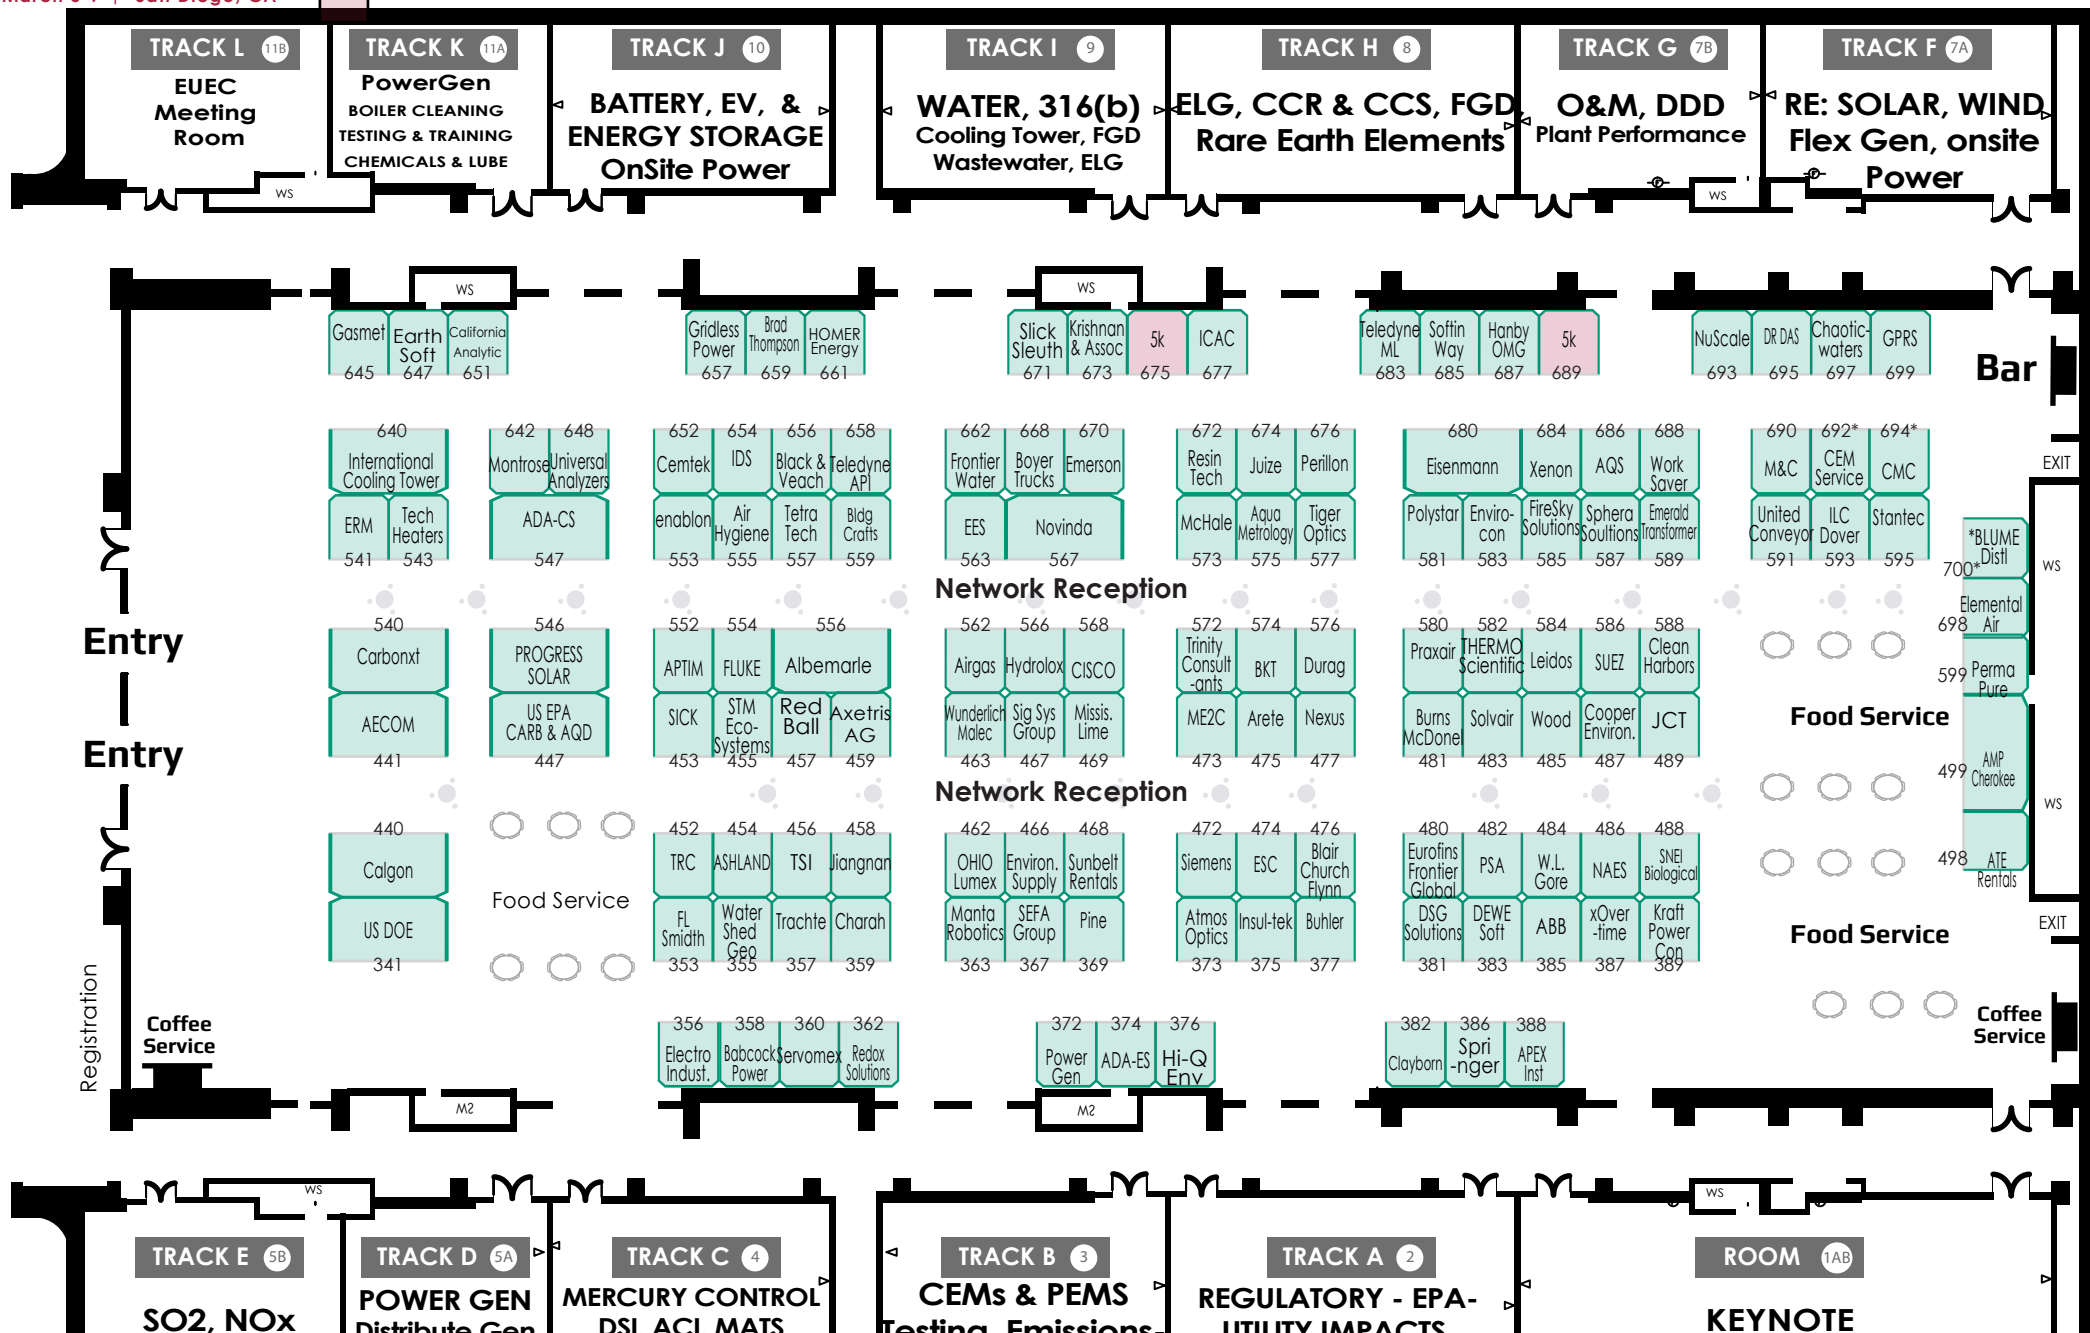 TRACK L 11B
EUEC
Meeting
Room
TRACK K 11A
PowerGen
BOILER CLEANING
TESTING & TRAINING
CHEMICALS & LUBE
TRACK J 10
BATTERY, EV, &
ENERGY STORAGE
OnSite Power
TRACK I 9
WATER, 316(b)
Cooling Tower, FGD
Wastewater, ELG
TRACK H 8
ELG, CCR & CCS, FGD,
Rare Earth Elements
TRACK G 7B
O&M, DDD
Plant Performance
TRACK F 7A
RE: SOLAR, WIND
Flex Gen, onsite
Power
WS
WS
WS
WS
Gasmet
645
Earth
Soft
647
California
Analytic
651
Gridless
Power
657
Brad
Thompson
659
HOMER
Energy
661
Slick
Sleuth
671
Krishnan
& Assoc
673
5k
675
ICAC
677
Teledyne
ML
683
Softin
Way
685
Hanby
OMG
687
5k
689
NuScale
693
DR DAS
695
Chaotic-
waters
697
GPRS
699
Bar
640
International
Cooling Tower
642
Montrose
648
Universal
Analyzers
652
Cemtek
654
IDS
656
Black &
Veach
658
Teledyne
API
662
Frontier
Water
668
Boyer
Trucks
670
Emerson
672
Resin
Tech
674
Juize
676
Perillon
680
Eisenmann
684
Xenon
686
AQS
688
Work
Saver
690
M&C
692*
CEM
Service
694*
CMC
EXIT
ERM
541
Tech
Heaters
543
ADA-CS
547
enablon
553
Air
Hygiene
555
Tetra
Tech
557
Bldg
Crafts
559
EES
563
Novinda
567
McHale
573
Aqua
Metrology
575
Tiger
Optics
577
Polystar
581
Enviro-
con
583
FireSky
Solutions
585
Sphera
Soultions
587
Emerald
Transformer
589
United
Conveyor
591
ILC
Dover
593
Stantec
595
*BLUME
Distl
700*
WS
Network Reception
Elemental
Air
698
Entry
540
Carbonxt
546
PROGRESS
SOLAR
552
APTIM
554
FLUKE
556
Albemarle
562
Airgas
566
Hydrolox
568
CISCO
572
Trinity
Consult
-ants
574
BKT
576
Durag
580
Praxair
582
THERMO
Scientific
584
Leidos
586
SUEZ
588
Clean
Harbors
599
Perma
Pure
Food Service
Entry
AECOM
441
US EPA
CARB & AQD
447
SICK
453
STM
Eco-
Systems
455
Red
Ball
457
Axetris
AG
459
Wunderlich
Malec
463
Sig Sys
Group
467
Missis.
Lime
469
ME2C
473
Arete
475
Nexus
477
Burns
McDonel
481
Solvair
483
Wood
485
Cooper
Environ.
487
JCT
489
499
AMP
Cherokee
WS
Network Reception
440
Calgon
452
TRC
454
ASHLAND
456
TSI
458
Jiangnan
462
OHIO
Lumex
466
Environ.
Supply
468
Sunbelt
Rentals
472
Siemens
474
ESC
476
Blair
Church
Flynn
480
Eurofins
Frontier
Global
482
PSA
484
W.L.
Gore
486
NAES
488
SNEI
Biological
498
ATE
Rentals
Food Service
US DOE
341
FL
Smidth
353
Water
Shed
Geo
355
Trachte
357
Charah
359
Manta
Robotics
363
SEFA
Group
367
Pine
369
Atmos
Optics
373
Insul-tek
375
Buhler
377
DSG
Solutions
381
DEWE
Soft
383
ABB
385
xOver
-time
387
Kraft
Power
Con
389
Food Service
EXIT
Registration
Coffee
Service
356
Electro
Indust.
358
Babcock
Power
360
Servomex
362
Redox
Solutions
372
Power
Gen
374
ADA-ES
376
Hi-Q
Env
382
Clayborn
386
Spri
-nger
388
APEX
Inst
Coffee
Service
WS
WS
WS
WS
TRACK E 5B
SO2, NOx
TRACK D 5A
POWER GEN
Distribute Gen
TRACK C 4
MERCURY CONTROL
DSI, ACI, MATS
TRACK B 3
CEMs & PEMS
Testing, Emissions-
TRACK A 2
REGULATORY - EPA-
UTILITY IMPACTS
ROOM 1AB
KEYNOTE